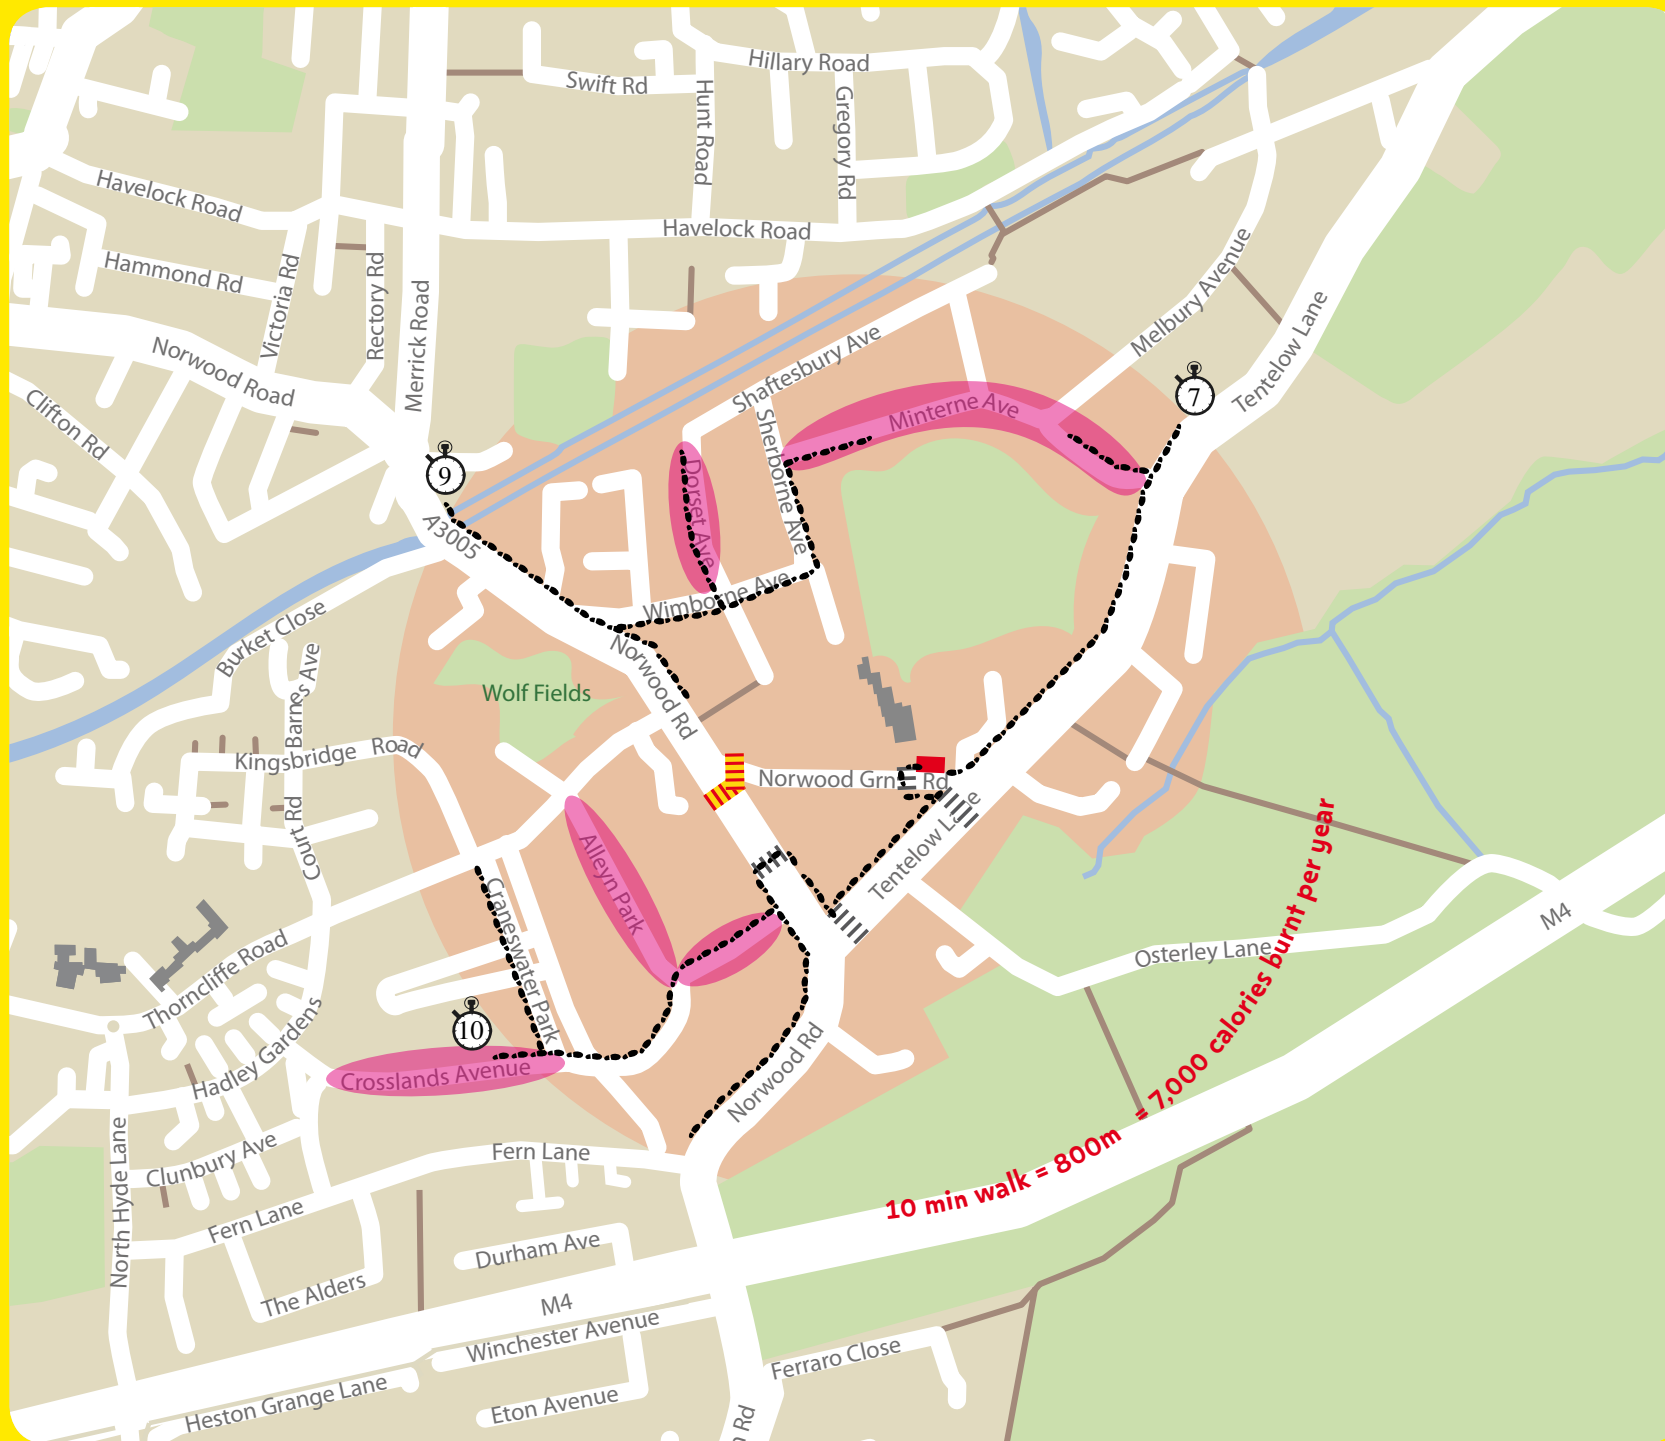 Hillary Road
Swift Rd
Hunt Road
Gregory Rd
Havelock Road
Havelock Road
Hammond Rd
Victoria Rd
Rectory Rd
Merrick Road
Melbury Avenue
Tentelow Lane
Norwood Road
Clifton Rd
Shaftesbury Ave
7
Minterne Ave
Sherborne Ave
9
A3005
Dorset Ave
Wimborne Ave
Burket Close
Barnes Ave
Norwood Rd
Wolf Fields
Kingsbridge Road
Norwood Grn Rd
Court Rd
Tentelow Lane
Alleyn Park
Craneswater Park
M4
Osterley Lane
Thorncliffe Road
10
Hadley Gardens
Crosslands Avenue
Norwood Rd
10 min walk = 800m = 7,000 calories burnt per year
North Hyde Lane
Clunbury Ave
Fern Lane
Fern Lane
Durham Ave
The Alders
M4
Winchester Avenue
Ferraro Close
Heston Grange Lane
Eton Avenue
Rd